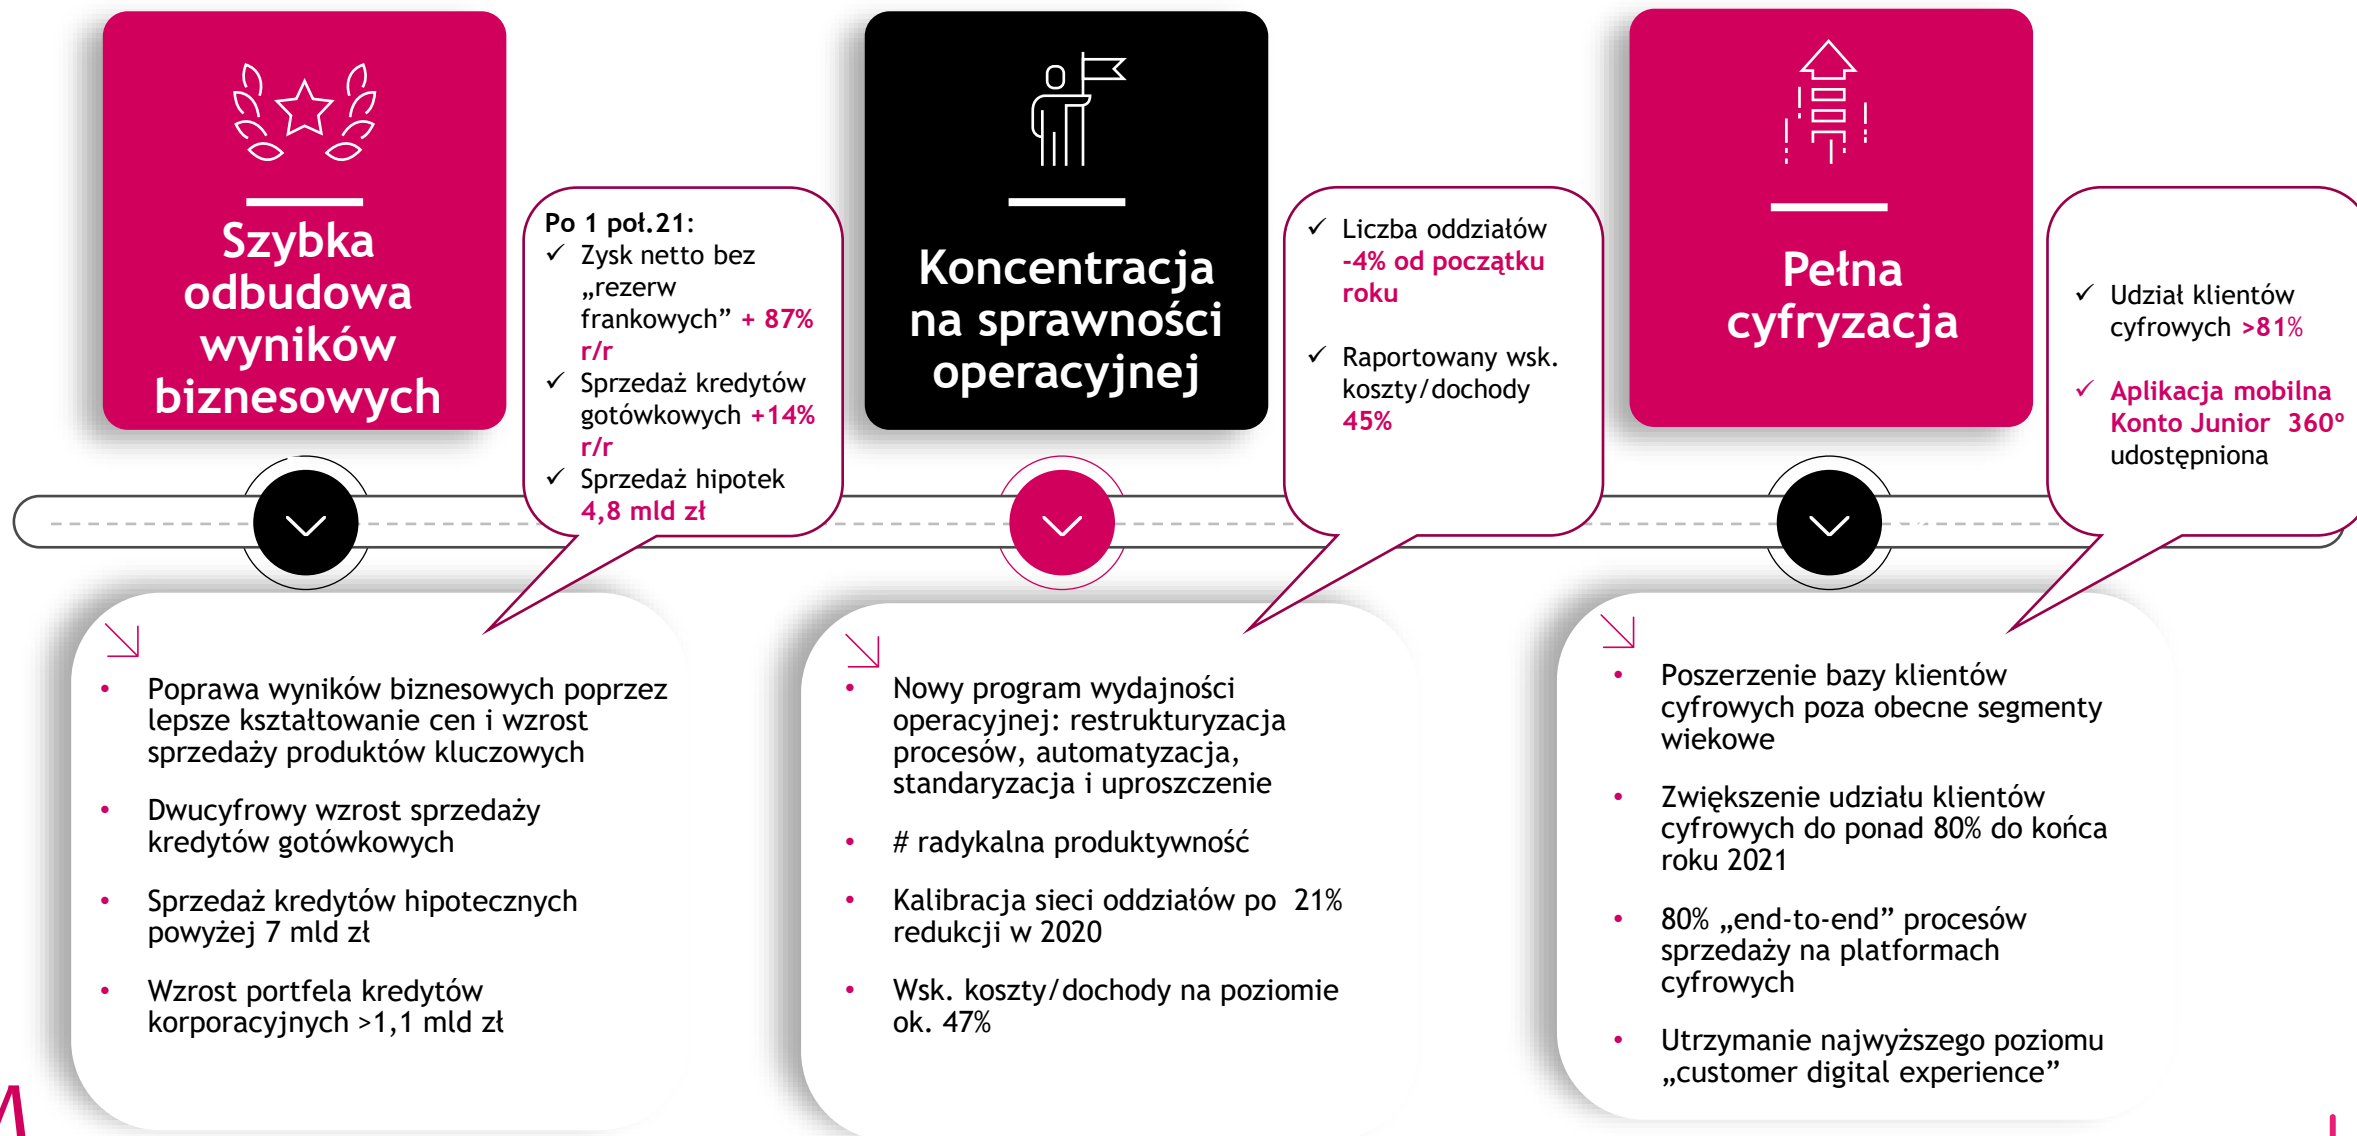 Szybka
odbudowa
wyników
biznesowych
Po 1 poł.21:
✓ Zysk netto bez
„rezerw
frankowych” + 87%
r/r
✓ Sprzedaż kredytów
gotówkowych +14%
r/r
✓ Sprzedaż hipotek
4,8 mld zł
• Poprawa wyników biznesowych poprzez
lepsze kształtowanie cen i wzrost
sprzedaży produktów kluczowych
• Dwucyfrowy wzrost sprzedaży
kredytów gotówkowych
• Sprzedaż kredytów hipotecznych
powyżej 7 mld zł
• Wzrost portfela kredytów
korporacyjnych >1,1 mld zł
Koncentracja
na sprawności
operacyjnej
✓ Liczba oddziałów
-4% od początku
roku
✓ Raportowany wsk.
koszty/dochody
45%
• Nowy program wydajności
operacyjnej: restrukturyzacja
procesów, automatyzacja,
standaryzacja i uproszczenie
• # radykalna produktywność
• Kalibracja sieci oddziałów po 21%
redukcji w 2020
• Wsk. koszty/dochody na poziomie
ok. 47%
Pełna
cyfryzacja
✓ Udział klientów
cyfrowych >81%
✓ Aplikacja mobilna
Konto Junior 360º
udostępniona
• Poszerzenie bazy klientów
cyfrowych poza obecne segmenty
wiekowe
• Zwiększenie udziału klientów
cyfrowych do ponad 80% do końca
roku 2021
• 80% „end-to-end” procesów
sprzedaży na platformach
cyfrowych
• Utrzymanie najwyższego poziomu
„customer digital experience”